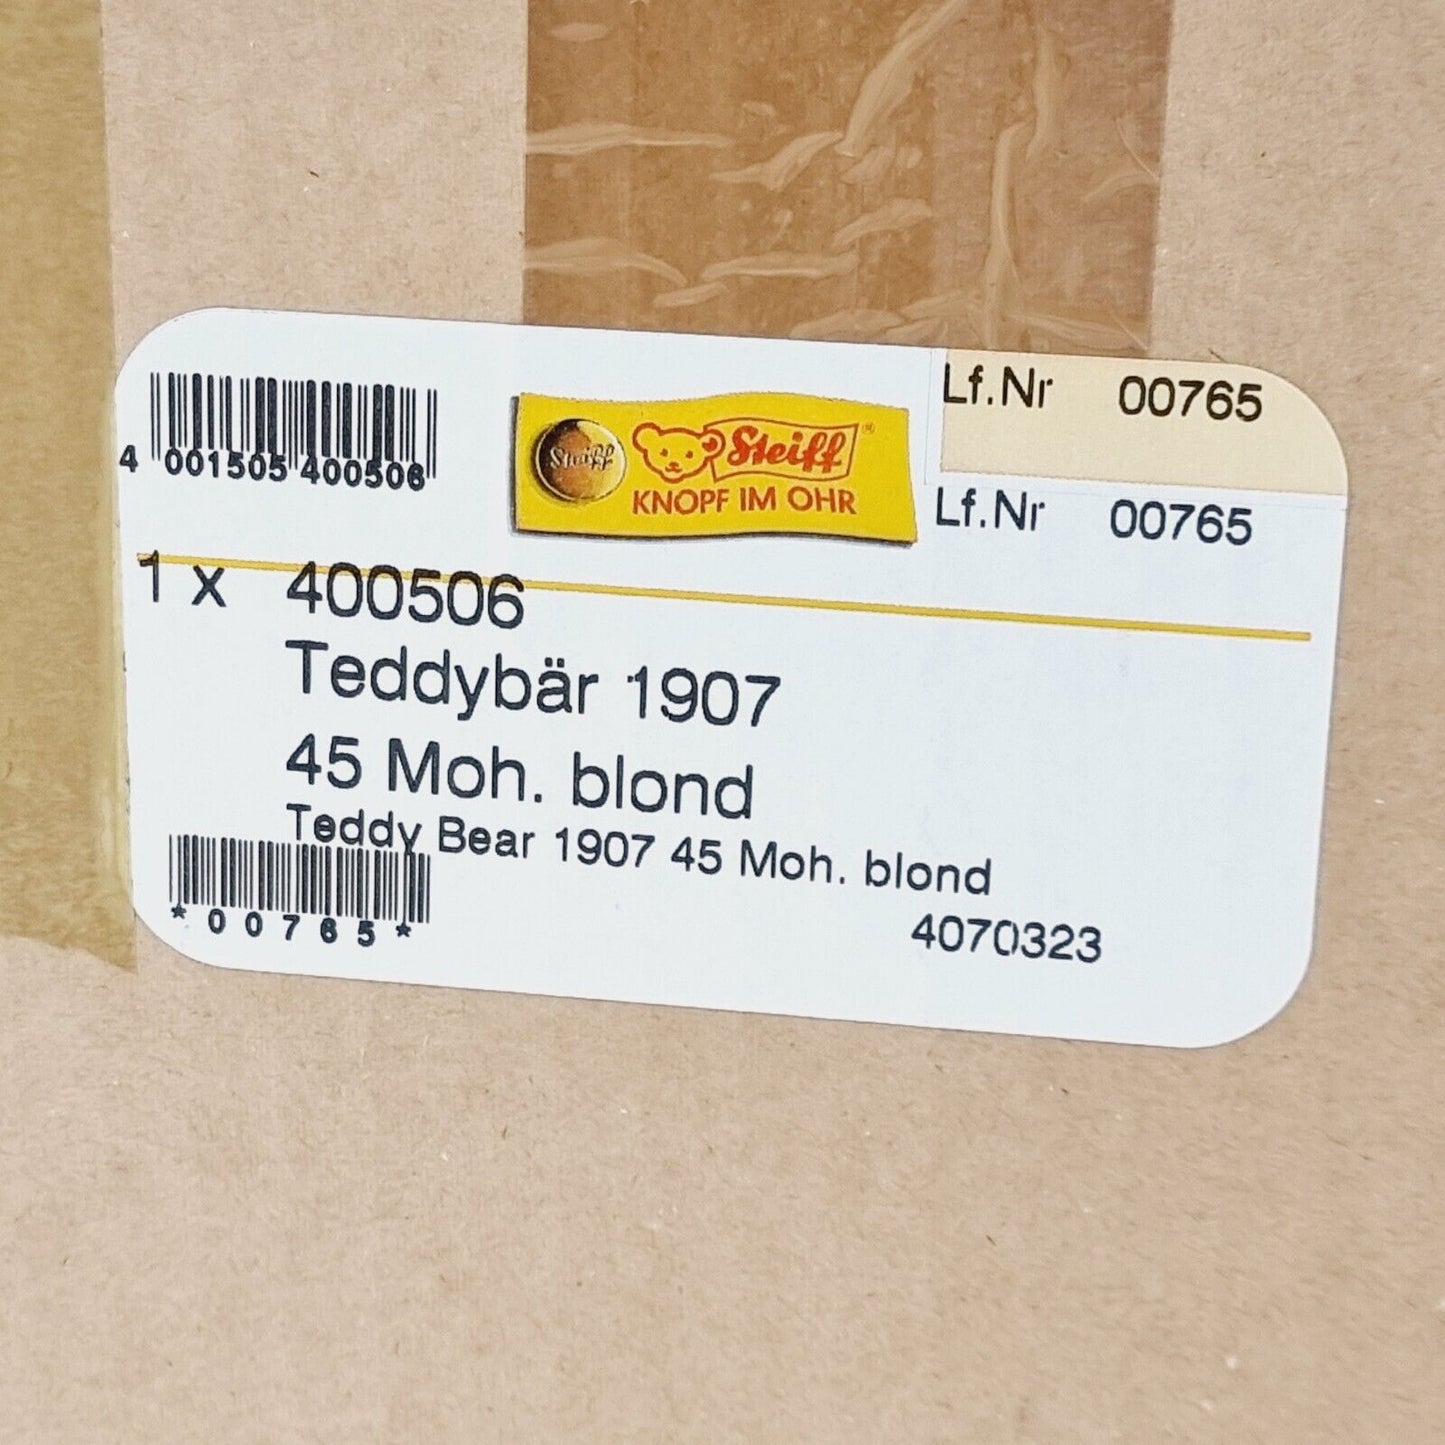 4 001505 400506
Steiff
Steiff®
KNOPF IM OHR
Lf.Nr 00765
Lf.Nr 00765
1 x 400506
Teddybär 1907
45 Moh. blond
Teddy Bear 1907 45 Moh. blond
*00765*
4070323